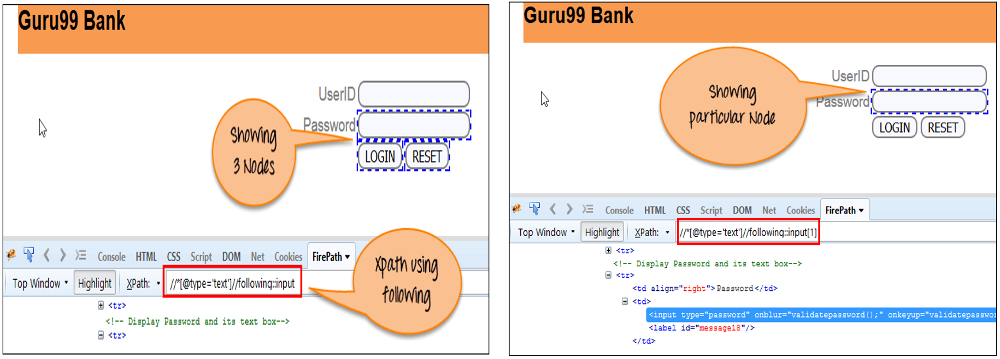 Guru99 Bank
UserID
Password
LOGIN RESET
Showing
3 Nodes
Console HTML CSS Script DOM Net Cookies FirePath
Top Window Highlight XPath: //*[@type='text']//following::input
Xpath using
following
<tr>
<!-- Display Password and its text box-->
<tr>
Guru99 Bank
UserID
Password
LOGIN RESET
Showing
particular Node
Console HTML CSS Script DOM Net Cookies FirePath
Top Window Highlight XPath: //*[@type='text']//following::input[1]
<tr>
<!-- Display Password and its text box-->
<tr>
<td align="right">Password</td>
<td>
<input type="password" onblur="validatepassword();" onkeyup="validatepasswor
<label id="message18"/>
</td>